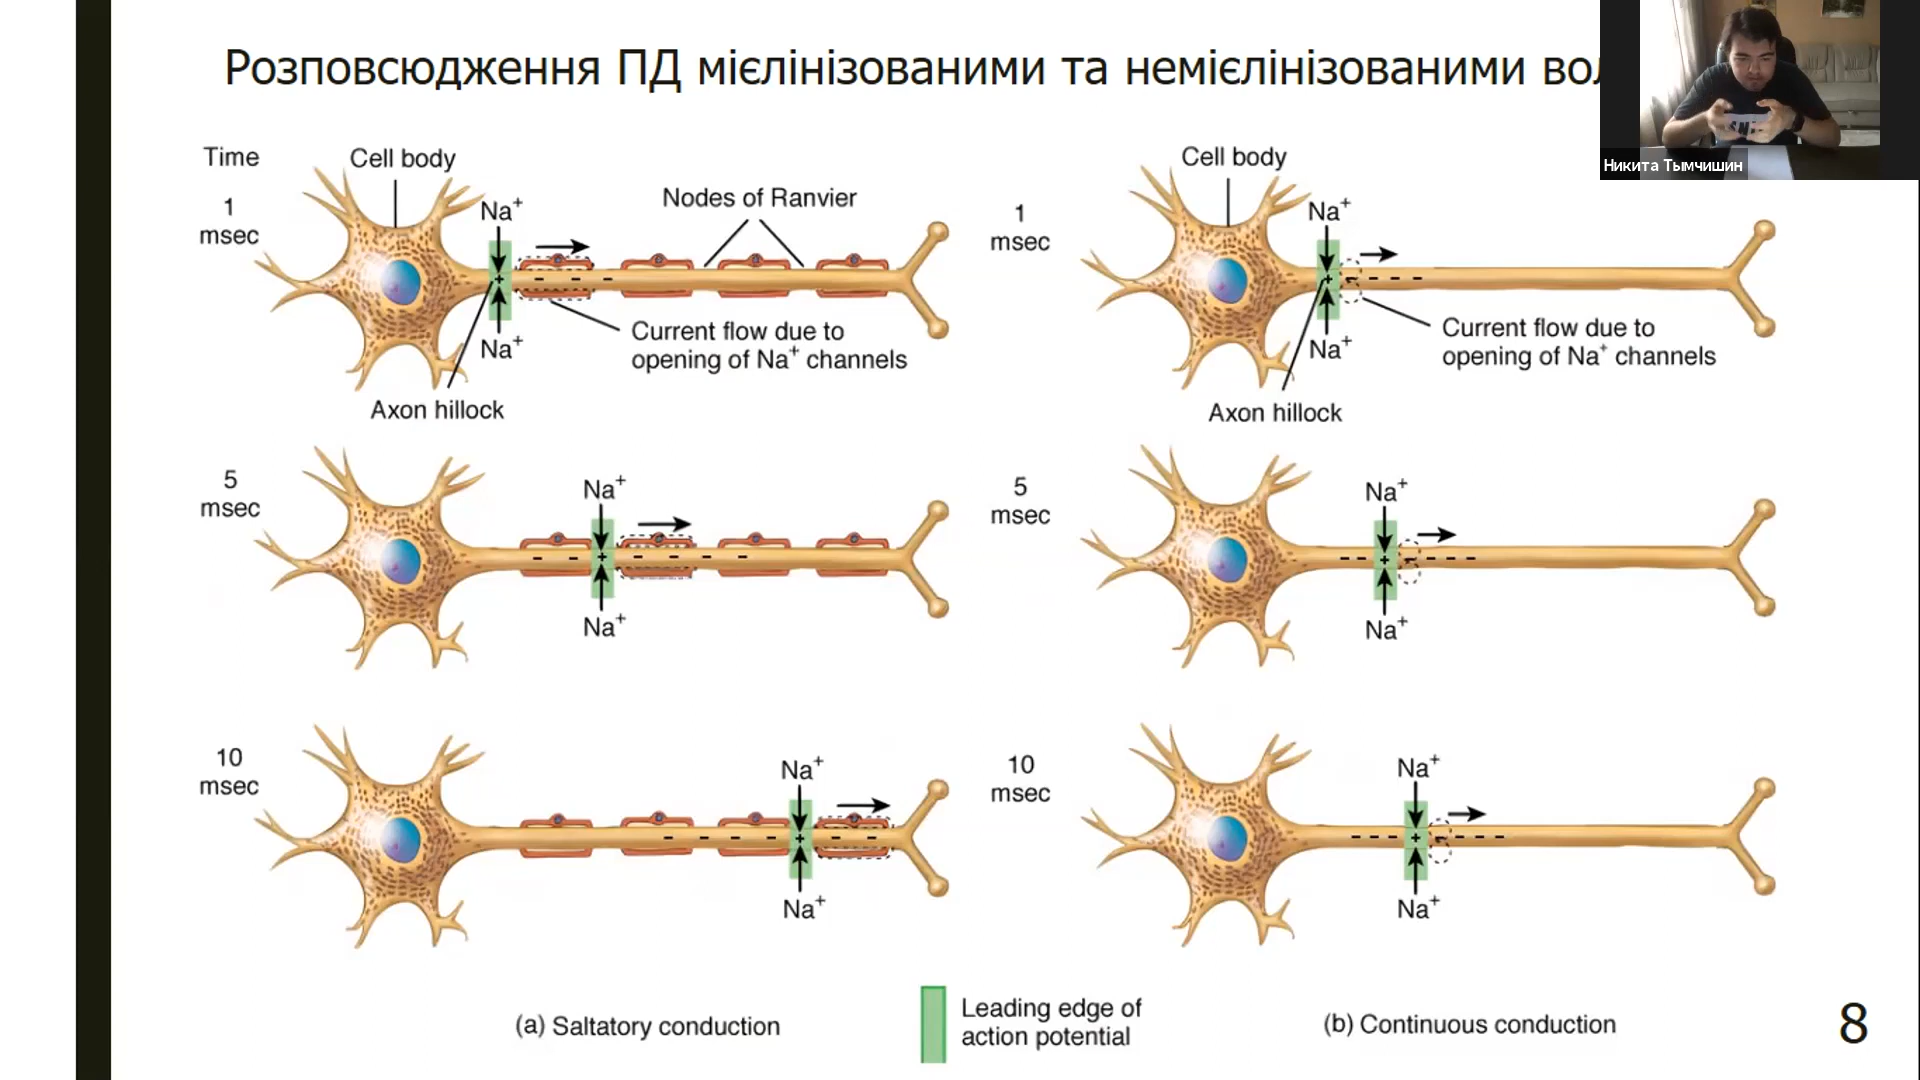 Розповсюдження ПД мієлінізованими та немієлінізованими
Никита Тымчишин
Time
1
msec
Cell body
Na⁺
Nodes of Ranvier
Na⁺
Current flow due to
opening of Na⁺ channels
Axon hillock
1
msec
Cell body
Na⁺
Na⁺
Current flow due to
opening of Na⁺ channels
Axon hillock
5
msec
Na⁺
Na⁺
5
msec
Na⁺
Na⁺
10
msec
Na⁺
Na⁺
10
msec
Na⁺
Na⁺
(a) Saltatory conduction
Leading edge of
action potential
(b) Continuous conduction
8